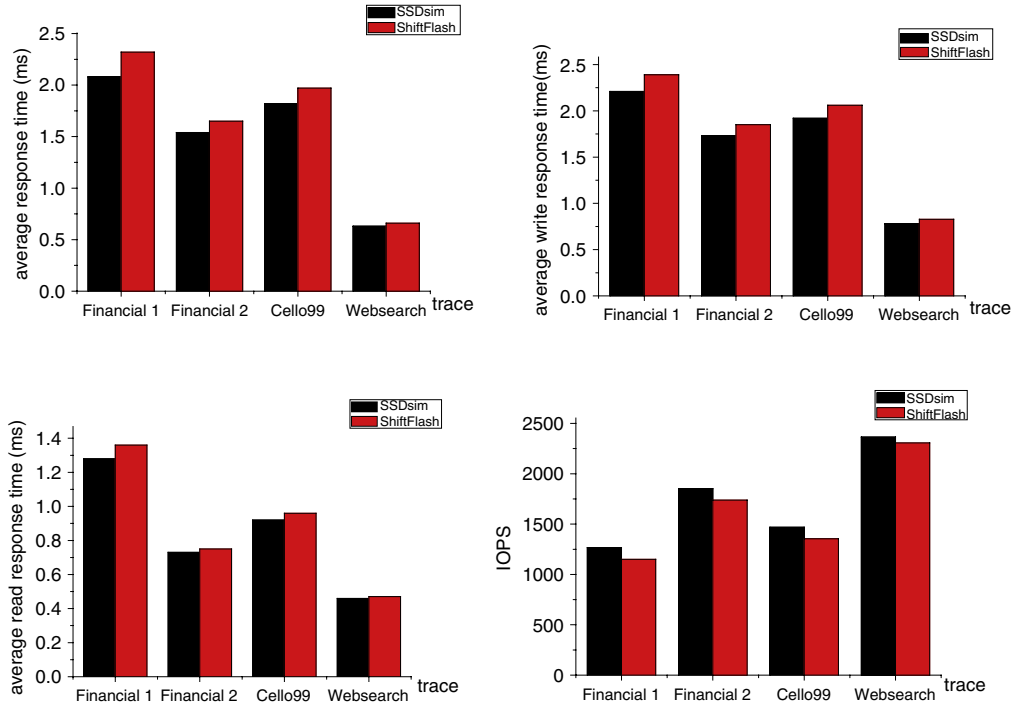 SSDsim
ShiftFlash
average response time (ms)
2.5
2.0
1.5
1.0
0.5
0.0
Financial 1 Financial 2 Cello99 Websearch
trace
SSDsim
ShiftFlash
average write response time(ms)
2.5
2.0
1.5
1.0
0.5
0.0
Financial 1 Financial 2 Cello99 Websearch
trace
SSDsim
ShiftFlash
average read response time (ms)
1.4
1.2
1.0
0.8
0.6
0.4
0.2
0.0
Financial 1 Financial 2 Cello99 Websearch
trace
SSDsim
ShiftFlash
IOPS
2500
2000
1500
1000
500
0
Financial 1 Financial 2 Cello99 Websearch
trace